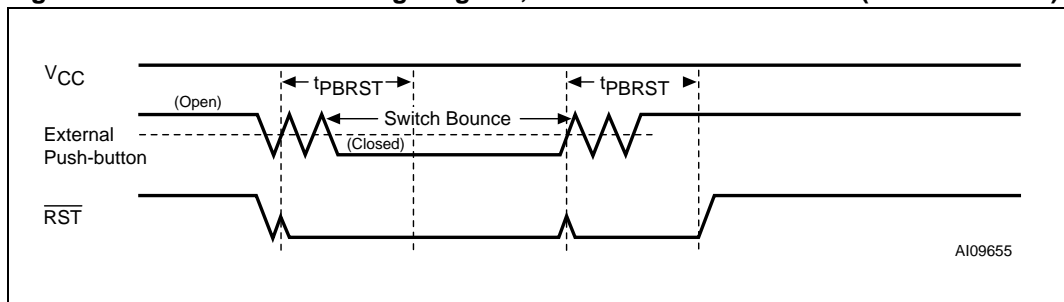 VCC
tPBRST
tPBRST
(Open)
Switch Bounce
External
Push-button
(Closed)
RST
AI09655